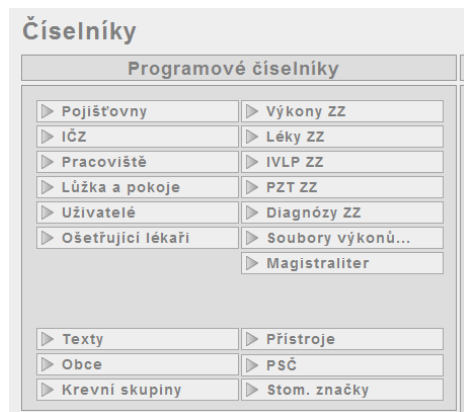 Číselníky
Programové číselníky
Pojišťovny
Výkony ZZ
IČZ
Léky ZZ
Pracoviště
IVLP ZZ
Lůžka a pokoje
PZT ZZ
Uživatelé
Diagnózy ZZ
Ošetřující lékaři
Soubory výkonů...
Magistraliter
Texty
Přístroje
Obce
PSČ
Krevní skupiny
Stom. značky